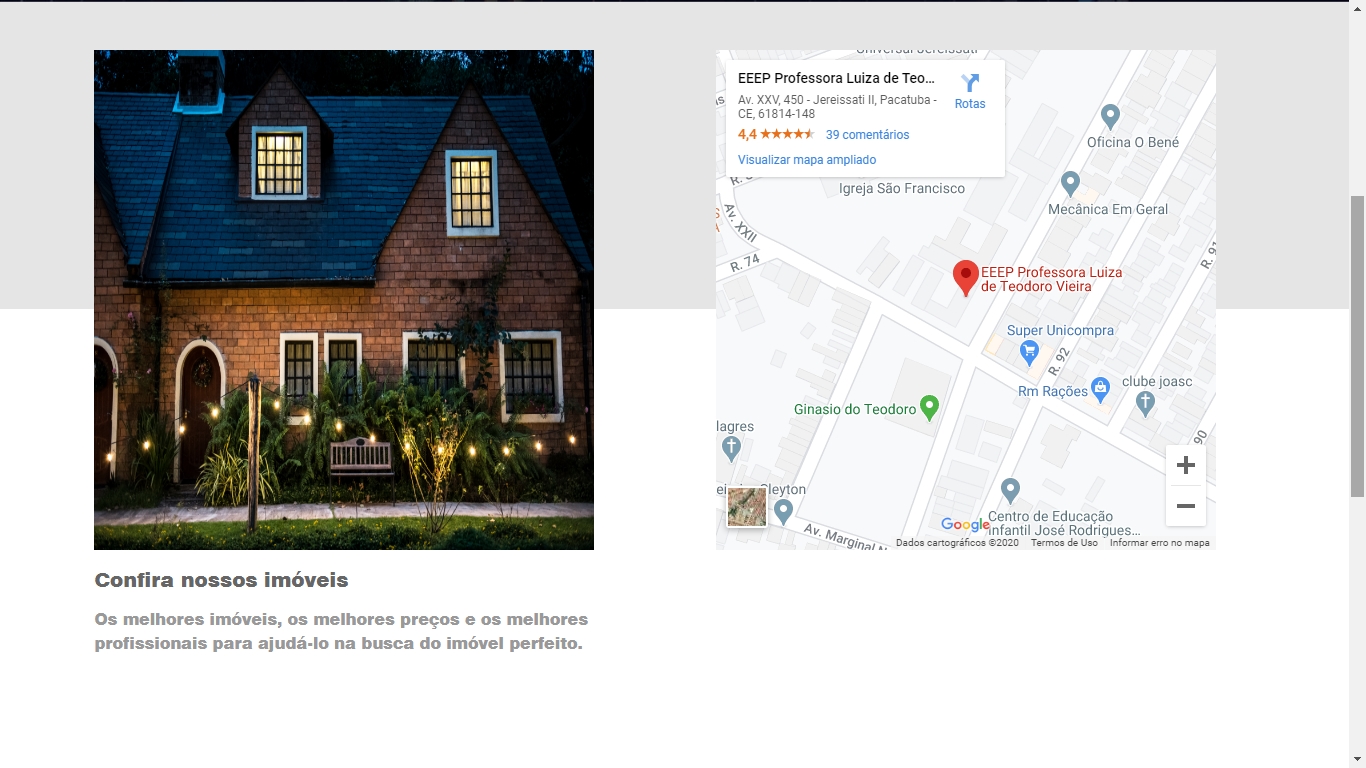 Universal Jereissati
EEEP Professora Luiza de Teo...
Av. XXV, 450 - Jereissati II, Pacatuba -
CE, 61814-148
Rotas
4,4
39 comentários
Visualizar mapa ampliado
Oficina O Bené
Igreja São Francisco
Mecânica Em Geral
Av. XXII
R. 74
R. 91
EEEP Professora Luiza
de Teodoro Vieira
Super Unicompra
R. 92
Rm Rações
clube joasc
Ginasio do Teodoro
lagres
90
Cleyton
Centro de Educação
Infantil José Rodrigues...
Google
Av. Marginal N
Dados cartográficos ©2020
Termos de Uso
Informar erro no mapa
Confira nossos imóveis
Os melhores imóveis, os melhores preços e os melhores
profissionais para ajudá-lo na busca do imóvel perfeito.